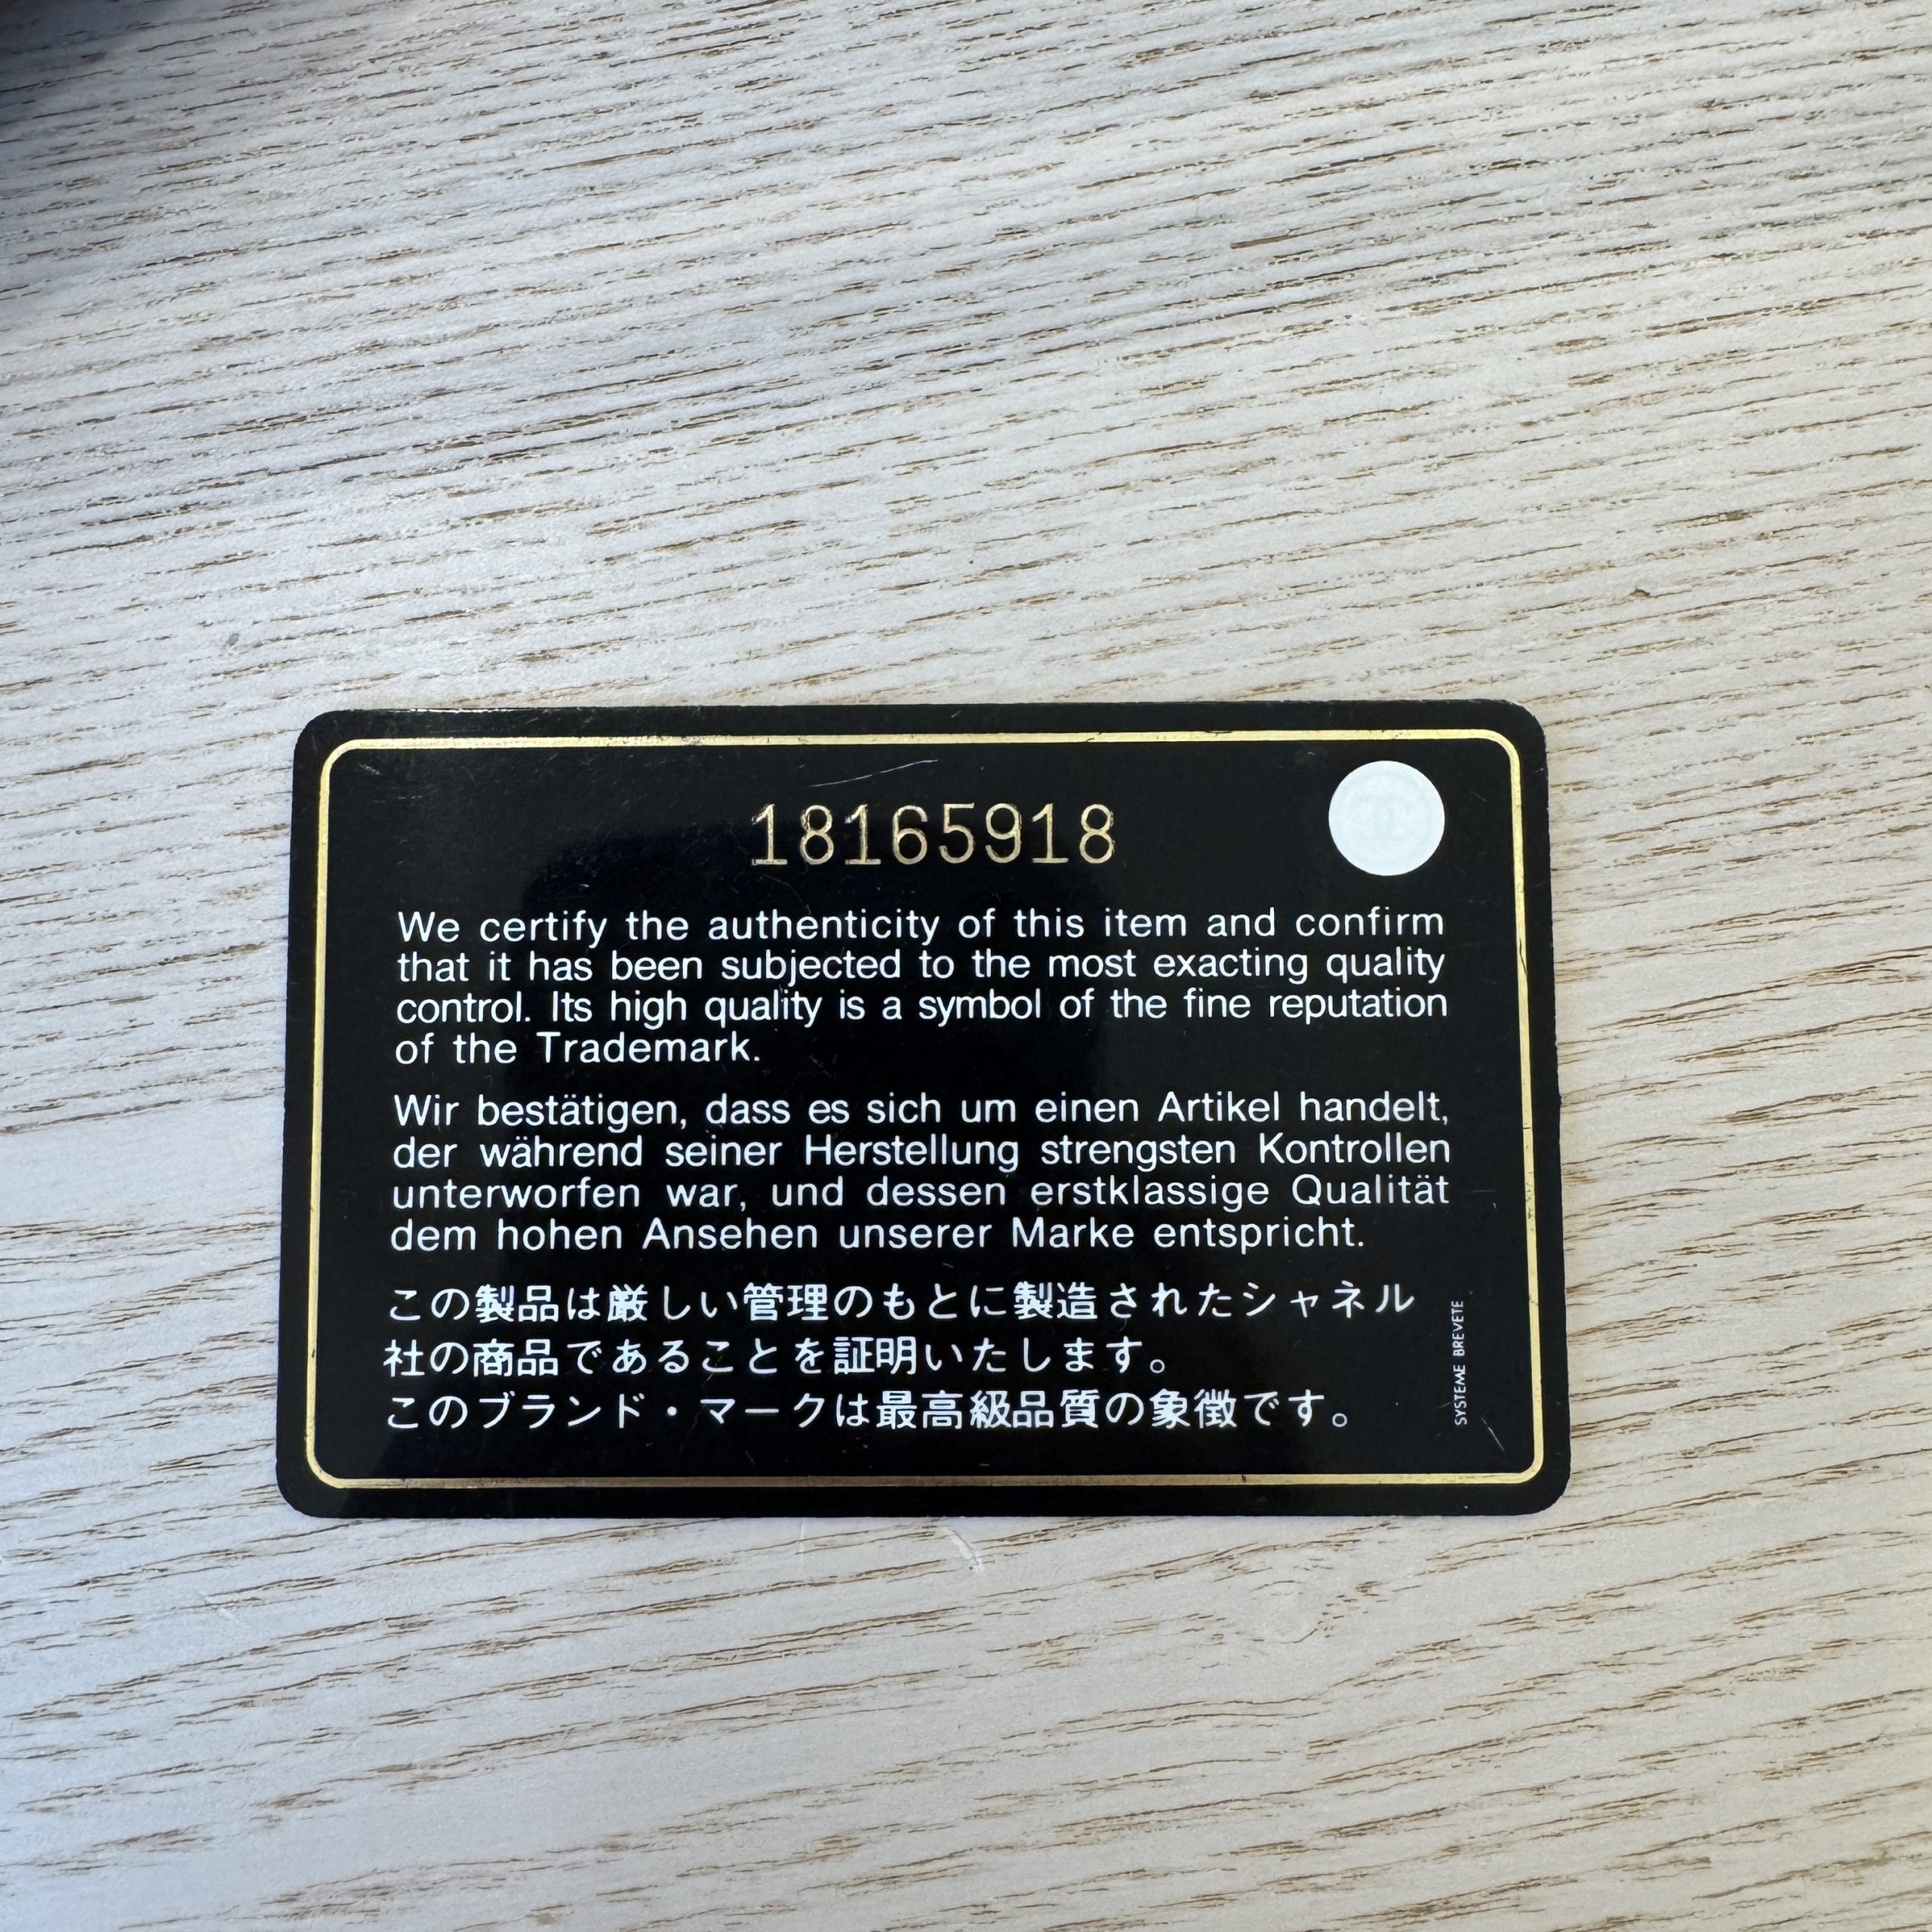 18165918
We certify the authenticity of this item and confirm
that it has been subjected to the most exacting quality
control. Its high quality is a symbol of the fine reputation
of the Trademark.
Wir bestätigen, dass es sich um einen Artikel handelt,
der während seiner Herstellung strengsten Kontrollen
unterworfen war, und dessen erstklassige Qualität
dem hohen Ansehen unserer Marke entspricht.
この製品は厳しい管理のもとに製造されたシャネル
社の商品であることを証明いたします。
このブランド・マークは最高級品質の象徴です。
SYSTEME BREVETE